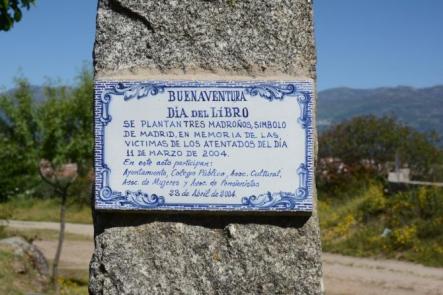 BUENAVENTURA
DÍA DEL LIBRO
SE PLANTAN TRES MADROÑOS, SIMBOLO
DE MADRID, EN MEMORIA DE LAS
VICTIMAS DE LOS ATENTADOS DEL DÍA
11 DE MARZO DE 2004.
En este acto participan:
Ayuntamiento, Colegio Público, Asoc. Cultural,
Asoc. de Mujeres y Asoc. de Pensionistas
23 de Abril de 2004.